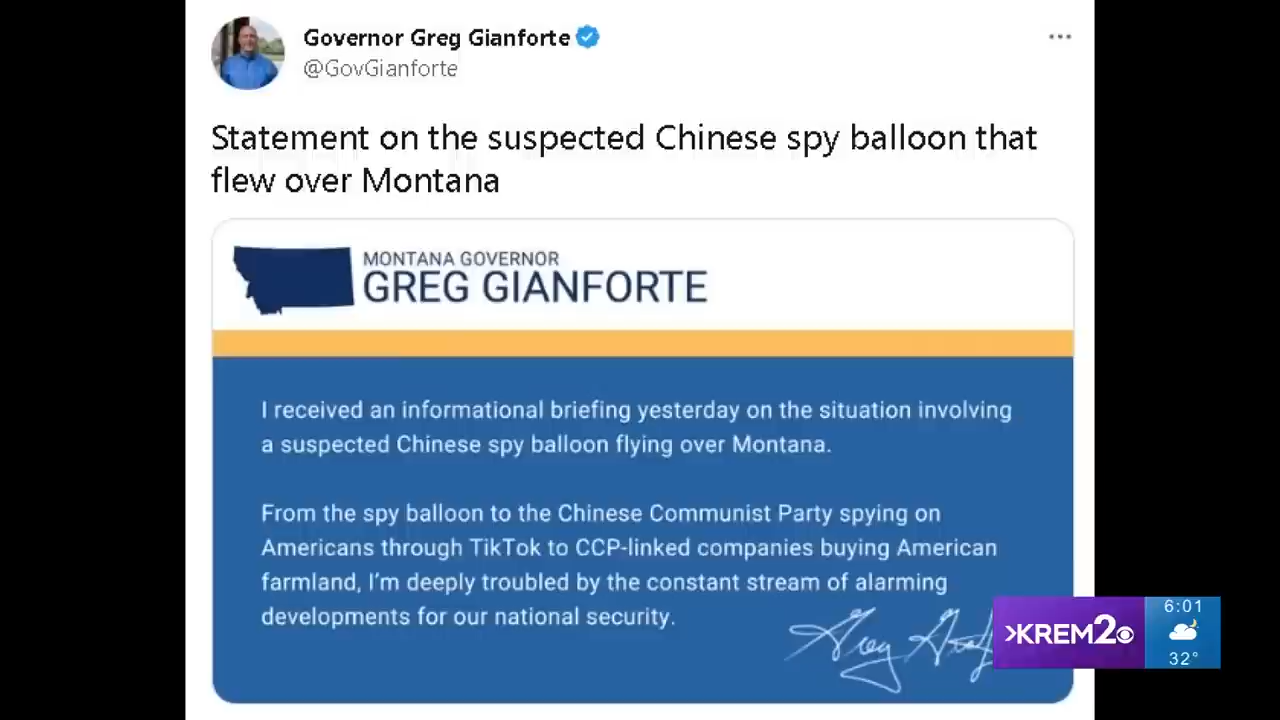 Governor Greg Gianforte
@GovGianforte
Statement on the suspected Chinese spy balloon that
flew over Montana
MONTANA GOVERNOR
GREG GIANFORTE
I received an informational briefing yesterday on the situation involving
a suspected Chinese spy balloon flying over Montana.
From the spy balloon to the Chinese Communist Party spying on
Americans through TikTok to CCP-linked companies buying American
farmland, I'm deeply troubled by the constant stream of alarming
developments for our national security.
Greg
KREM2
6:01
32°